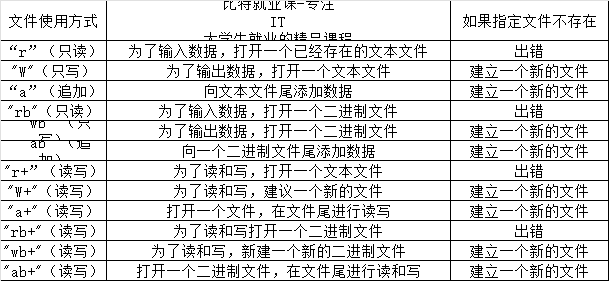 文件使用方式 比特就业课-专注 IT 大学生就业的精品课程 如果指定文件不存在
“r”（只读） 为了输入数据，打开一个已经存在的文本文件 出错
"W"（只写） 为了输出数据，打开一个文本文件 建立一个新的文件
“a”（追加） 向文本文件尾添加数据 建立一个新的文件
"rb"（只读） 为了输入数据，打开一个二进制文件 出错
wb （只写） 为了输出数据，打开一个二进制文件 建立一个新的文件
ab （追加） 向一个二进制文件尾添加数据 建立一个新的文件
"r+"（读写） 为了读和写，打开一个文本文件 出错
"W+"（读写） 为了读和写，建议一个新的文件 建立一个新的文件
"a+"（读写） 打开一个文件，在文件尾进行读写 建立一个新的文件
"rb+"（读写） 为了读和写打开一个二进制文件 出错
"wb+"（读写） 为了读和写，新建一个新的二进制文件 建立一个新的文件
"ab+"（读写） 打开一个二进制文件，在文件尾进行读和写 建立一个新的文件